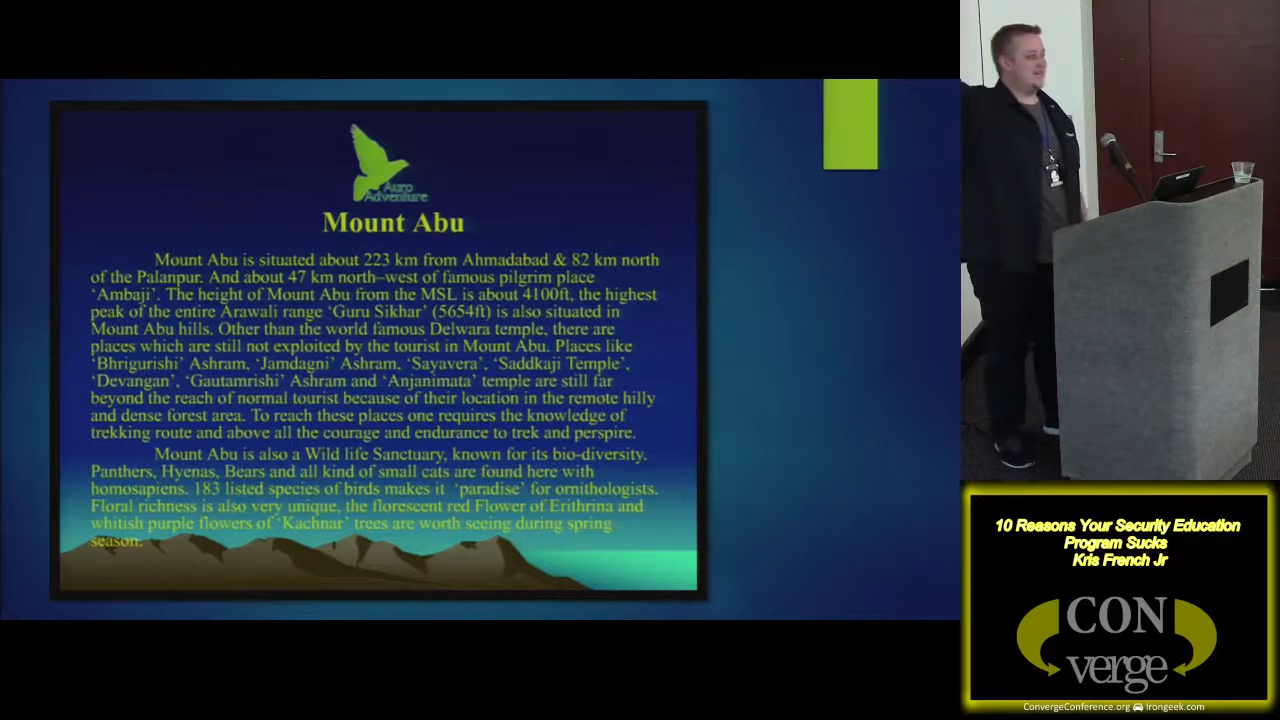 Auro
Adventure
Mount Abu
Mount Abu is situated about 223 km from Ahmadabad & 82 km north
of the Palanpur. And about 47 km north–west of famous pilgrim place
‘Ambaji’. The height of Mount Abu from the MSL is about 4100ft, the highest
peak of the entire Arawali range ‘Guru Sikhar’ (5654ft) is also situated in
Mount Abu hills. Other than the world famous Delwara temple, there are
places which are still not exploited by the tourist in Mount Abu. Places like
‘Bhrigurishi’ Ashram, ‘Jamdagni’ Ashram, ‘Sayavera’, ‘Saddkaji Temple’,
‘Devangan’, ‘Gautamrishi’ Ashram and ‘Anjanimata’ temple are still far
beyond the reach of normal tourist because of their location in the remote hilly
and dense forest area. To reach these places one requires the knowledge of
trekking route and above all the courage and endurance to trek and perspire.
Mount Abu is also a Wild life Sanctuary, known for its bio-diversity.
Panthers, Hyenas, Bears and all kind of small cats are found here with
homosapiens. 183 listed species of birds makes it ‘paradise’ for ornithologists.
Floral richness is also very unique, the florescent red Flower of Erithrina and
whitish purple flowers of ‘Kachnar’ trees are worth seeing during spring
season.
10 Reasons Your Security Education
Program Sucks
Kris French Jr
CON
verge
ConvergeConference.org Irongeek.com